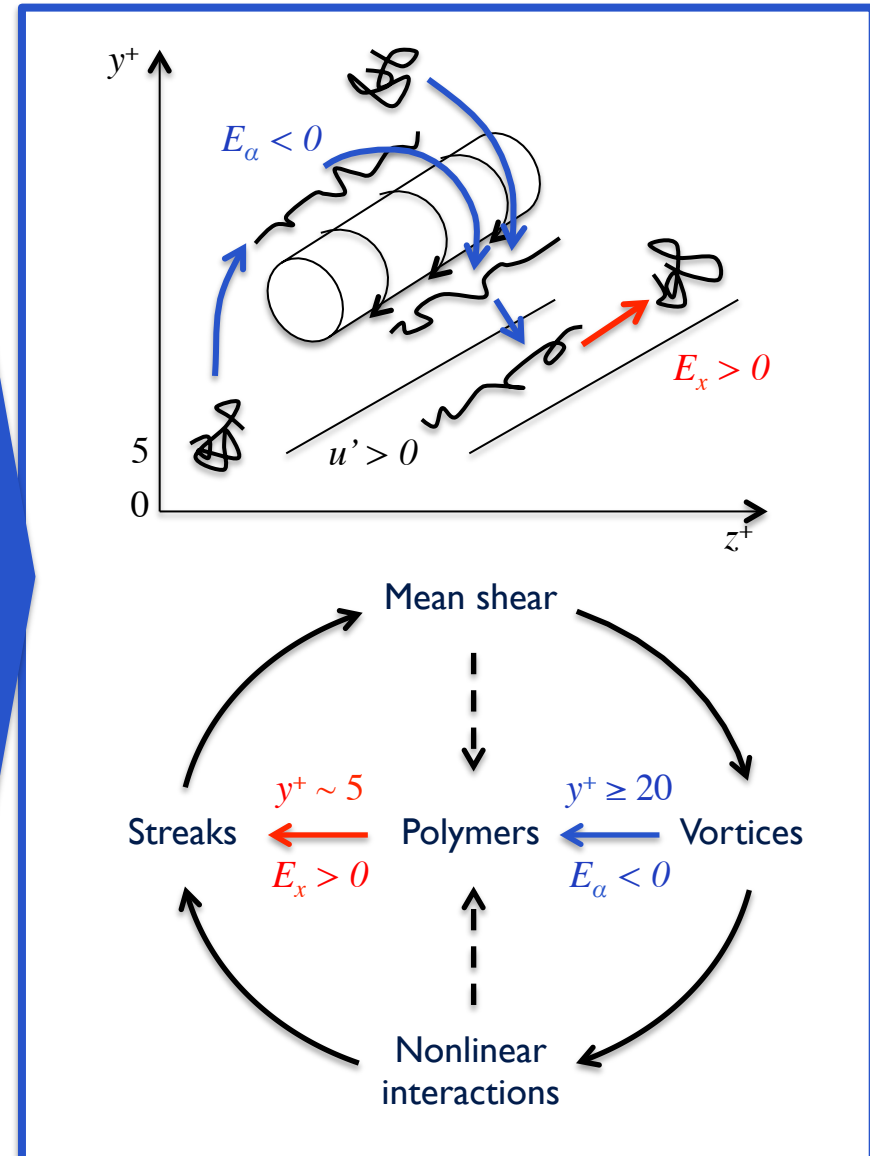 y⁺
E_α < 0
E_x > 0
5
u' > 0
0
z⁺
Mean shear
y⁺ ~ 5
y⁺ ≥ 20
Streaks
Polymers
Vortices
E_x > 0
E_α < 0
Nonlinear
interactions